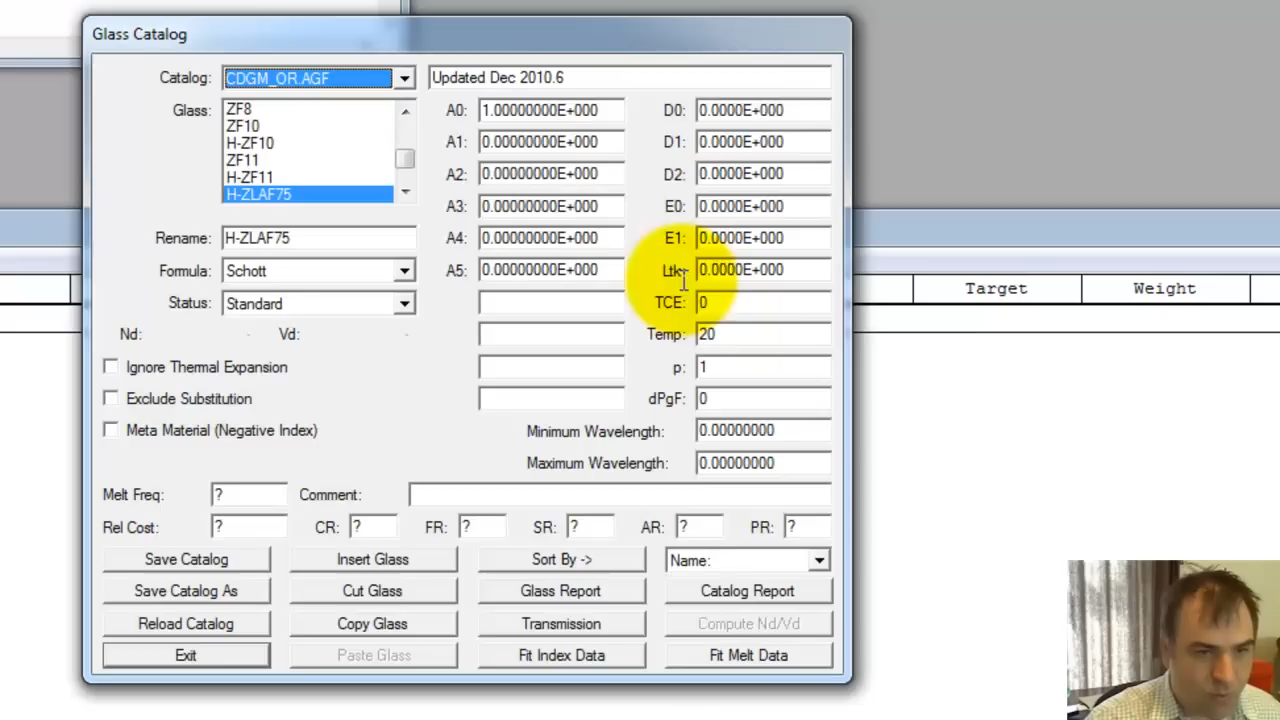 Glass Catalog
Catalog: CDGM_OR.AGF Updated Dec 2010.6
Glass: ZF8 A0: 1.00000000E+000 D0: 0.0000E+000
ZF10
H-ZF10 A1: 0.00000000E+000 D1: 0.0000E+000
ZF11
H-ZF11 A2: 0.00000000E+000 D2: 0.0000E+000
H-ZLAF75 A3: 0.00000000E+000 E0: 0.0000E+000
Rename: H-ZLAF75 A4: 0.00000000E+000 E1: 0.0000E+000
Formula: Schott A5: 0.00000000E+000 Ltk: 0.0000E+000
Target Weight
Status: Standard TCE: 0
Nd: - Vd: - Temp: 20
Ignore Thermal Expansion p: 1
Exclude Substitution dPgF: 0
Meta Material (Negative Index) Minimum Wavelength: 0.00000000
Maximum Wavelength: 0.00000000
Melt Freq: ? Comment:
Rel Cost: ? CR: ? FR: ? SR: ? AR: ? PR: ?
Save Catalog Insert Glass Sort By -> Name:
Save Catalog As Cut Glass Glass Report Catalog Report
Reload Catalog Copy Glass Transmission Compute Nd/Vd
Exit Paste Glass Fit Index Data Fit Melt Data